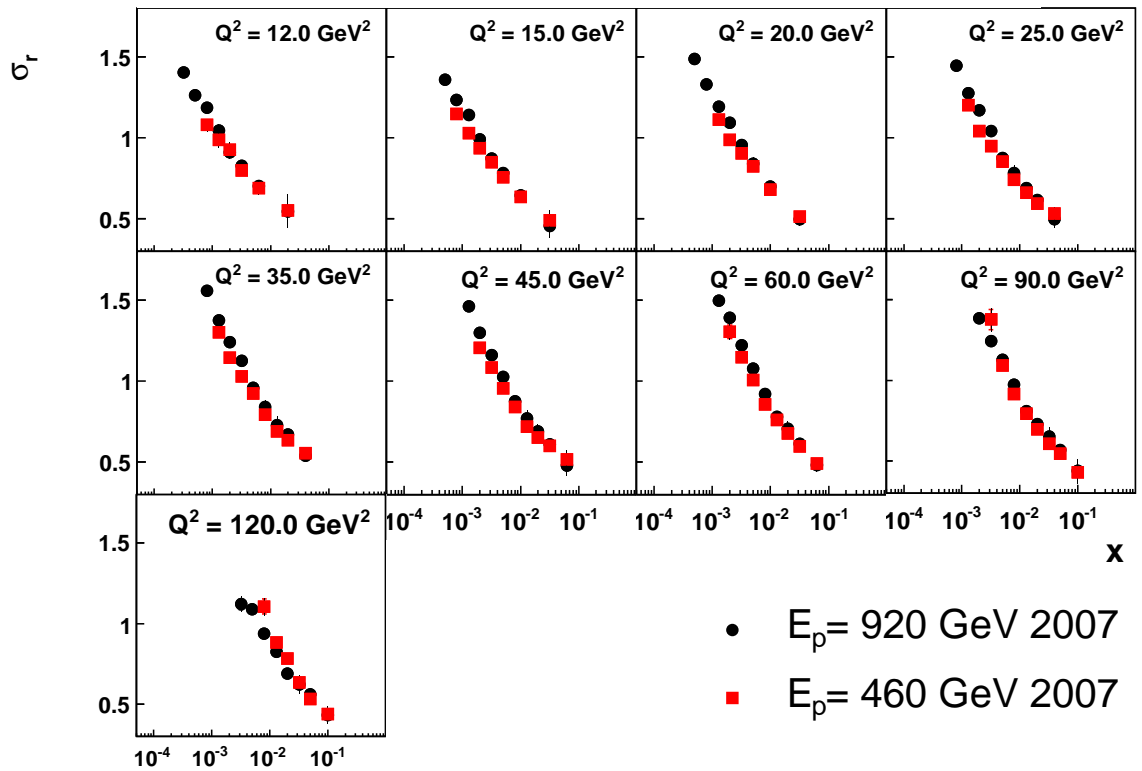 σr
Q² = 12.0 GeV²
Q² = 15.0 GeV²
Q² = 20.0 GeV²
Q² = 25.0 GeV²
1.5
1
0.5
Q² = 35.0 GeV²
Q² = 45.0 GeV²
Q² = 60.0 GeV²
Q² = 90.0 GeV²
1.5
1
0.5
10⁻⁴ 10⁻³ 10⁻² 10⁻¹
10⁻⁴ 10⁻³ 10⁻² 10⁻¹
10⁻⁴ 10⁻³ 10⁻² 10⁻¹
x
Q² = 120.0 GeV²
1.5
1
0.5
10⁻⁴ 10⁻³ 10⁻² 10⁻¹
Eₚ= 920 GeV 2007
Eₚ= 460 GeV 2007